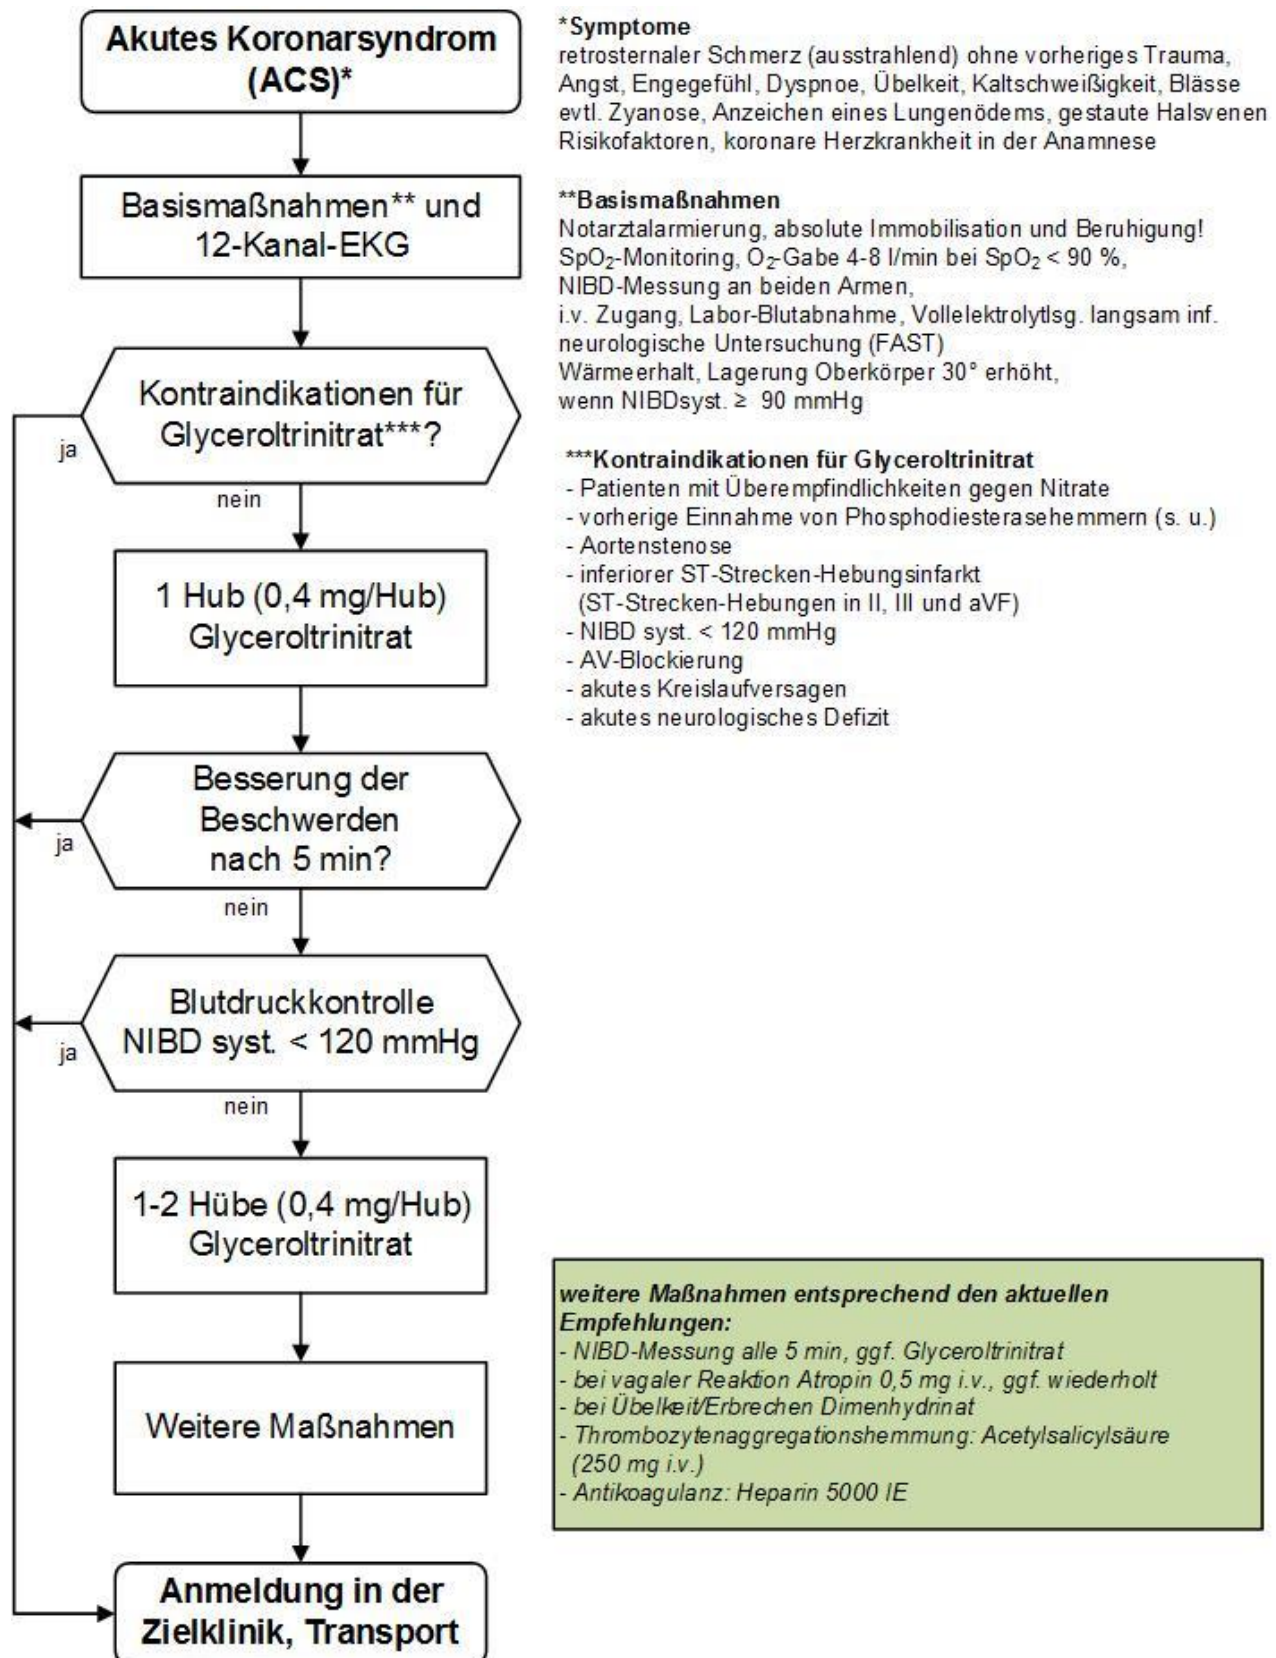 Akutes Koronarsyndrom
(ACS)*
Basismaßnahmen** und
12-Kanal-EKG
Kontraindikationen für
Glyceroltrinitrat***?
ja
nein
1 Hub (0,4 mg/Hub)
Glyceroltrinitrat
Besserung der
Beschwerden
nach 5 min?
ja
nein
Blutdruckkontrolle
NIBD syst. < 120 mmHg
ja
nein
1-2 Hübe (0,4 mg/Hub)
Glyceroltrinitrat
Weitere Maßnahmen
Anmeldung in der
Zielklinik, Transport
*Symptome
retrosternaler Schmerz (ausstrahlend) ohne vorheriges Trauma,
Angst, Engegefühl, Dyspnoe, Übelkeit, Kaltschweißigkeit, Blässe
evtl. Zyanose, Anzeichen eines Lungenödems, gestaute Halsvenen
Risikofaktoren, koronare Herzkrankheit in der Anamnese
**Basismaßnahmen
Notarztalarmierung, absolute Immobilisation und Beruhigung!
SpO₂-Monitoring, O₂-Gabe 4-8 l/min bei SpO₂ < 90 %,
NIBD-Messung an beiden Armen,
i.v. Zugang, Labor-Blutabnahme, Vollelektrolytlsg. langsam inf.
neurologische Untersuchung (FAST)
Wärmeerhalt, Lagerung Oberkörper 30° erhöht,
wenn NIBDsyst. ≥ 90 mmHg
***Kontraindikationen für Glyceroltrinitrat
- Patienten mit Überempfindlichkeiten gegen Nitrate
- vorherige Einnahme von Phosphodiesterasehemmern (s. u.)
- Aortenstenose
- inferiorer ST-Strecken-Hebungsinfarkt
(ST-Strecken-Hebungen in II, III und aVF)
- NIBD syst. < 120 mmHg
- AV-Blockierung
- akutes Kreislaufversagen
- akutes neurologisches Defizit
weitere Maßnahmen entsprechend den aktuellen
Empfehlungen:
- NIBD-Messung alle 5 min, ggf. Glyceroltrinitrat
- bei vagaler Reaktion Atropin 0,5 mg i.v., ggf. wiederholt
- bei Übelkeit/Erbrechen Dimenhydrinat
- Thrombozytenaggregationshemmung: Acetylsalicylsäure
(250 mg i.v.)
- Antikoagulanz: Heparin 5000 IE